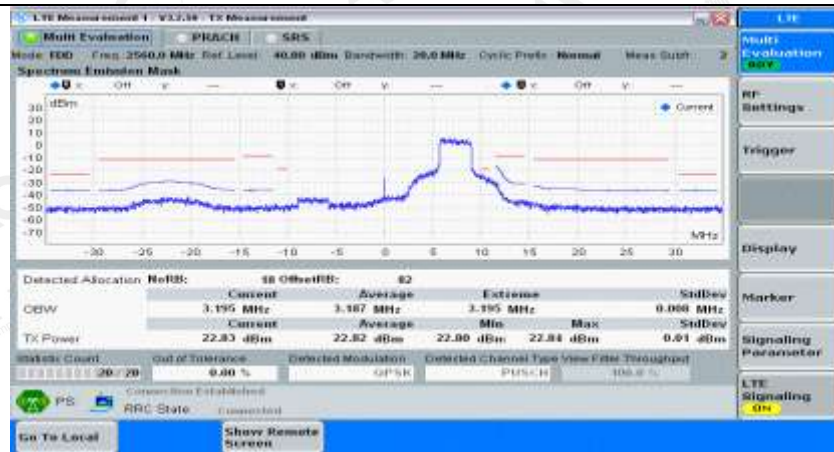 LTE Measurement 1 - V3.2.30 - TX Measurement
Multi Evaluation PRACH SRS
Mode: FDD Freq.: 2560.0 MHz Ref. Level: 40.00 dBm Bandwidth: 20.0 MHz Cyclic Prefix: Normal Meas Subfr: 2
Spectrum Emission Mask
x: Off y: --- x: Off y: --- x: Off y: ---
dBm
Current
30
20
10
0
-10
-20
-30
-40
-50
-60
-70
MHz
-30 -25 -20 -15 -10 -5 0 5 10 15 20 25 30
Detected Allocation NoRB: 18 OffsetRB: 82
Current Average Extreme StdDev
OBW 3.195 MHz 3.187 MHz 3.195 MHz 0.008 MHz
Current Average Min Max StdDev
TX Power 22.83 dBm 22.82 dBm 22.80 dBm 22.84 dBm 0.01 dBm
Statistic Count Out of Tolerance Detected Modulation Detected Channel Type View Filter Throughput
20 / 20 0.00 % QPSK PUSCH 100.0 %
PS Connection Established
RRC State Connected
Go To Local Show Remote Screen
LTE
Multi Evaluation
RDY
RF Settings
Trigger
Display
Marker
Signaling Parameter
LTE Signaling
ON